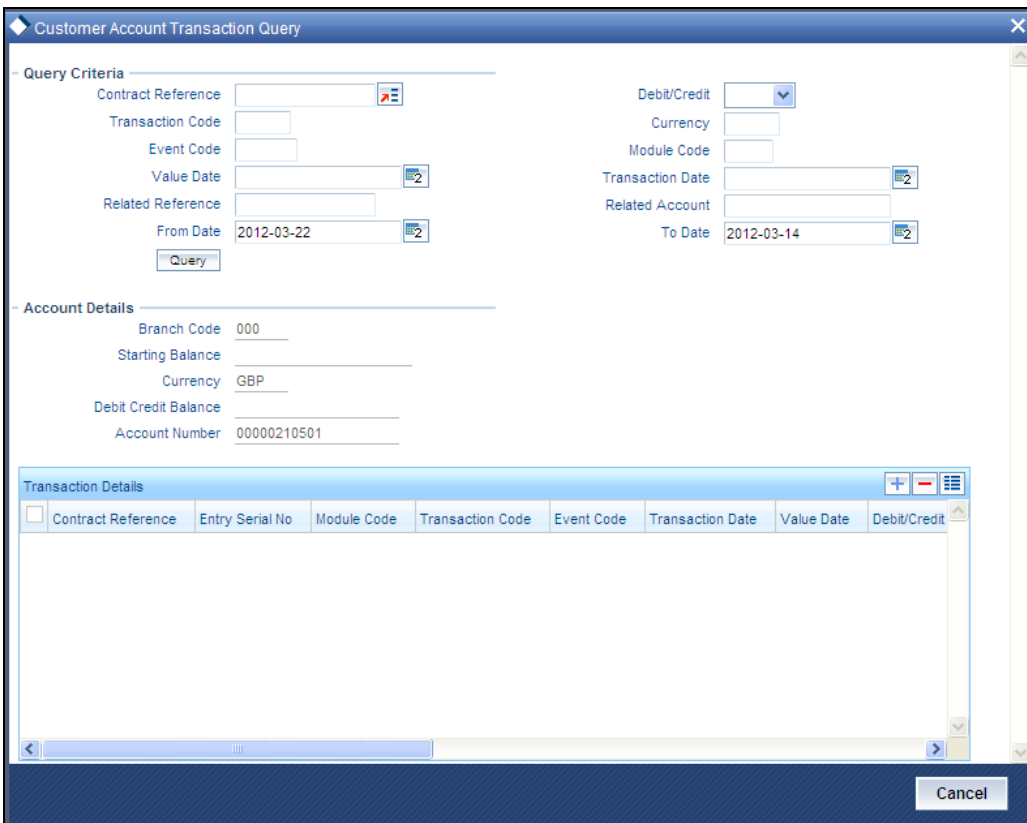 Customer Account Transaction Query
Query Criteria
Contract Reference
Debit/Credit
Transaction Code
Currency
Event Code
Module Code
Value Date
Transaction Date
Related Reference
Related Account
From Date 2012-03-22
To Date 2012-03-14
Query
Account Details
Branch Code 000
Starting Balance
Currency GBP
Debit Credit Balance
Account Number 00000210501
Transaction Details
Contract Reference Entry Serial No Module Code Transaction Code Event Code Transaction Date Value Date Debit/Credit
Cancel